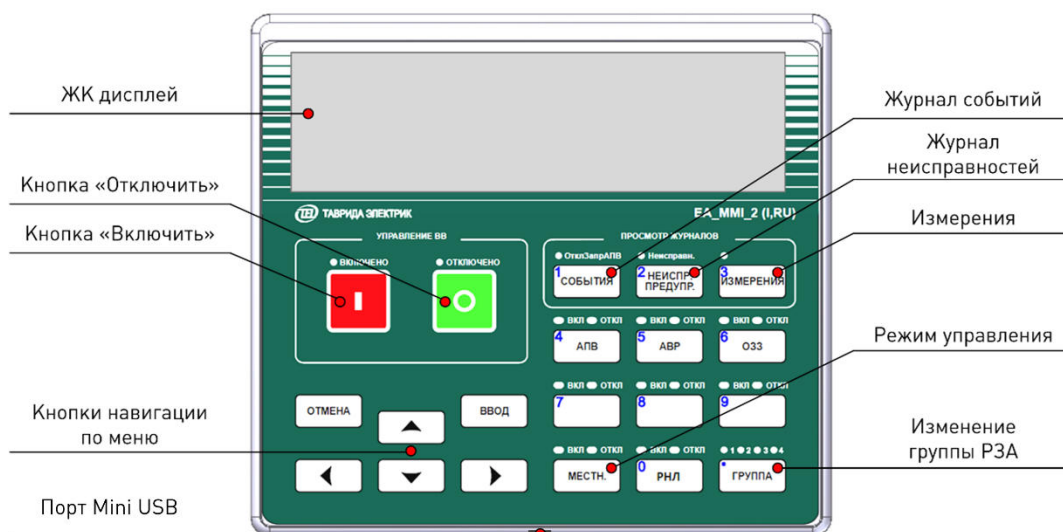 ЖК дисплей
Кнопка «Отключить»
Кнопка «Включить»
Кнопки навигации
по меню
Порт Mini USB
TEL ТАВРИДА ЭЛЕКТРИК
EA_MMI_2 (I,RU)
УПРАВЛЕНИЕ ВВ
ВКЛЮЧЕНО
ОТКЛЮЧЕНО
I
O
ПРОСМОТР ЖУРНАЛОВ
ОтклЗапрАПВ
Неисправн.
1 СОБЫТИЯ
2 НЕИСПР.
ПРЕДУПР.
3 ИЗМЕРЕНИЯ
ВКЛ ОТКЛ ВКЛ ОТКЛ ВКЛ ОТКЛ
4 АПВ
5 АВР
6 ОЗЗ
ВКЛ ОТКЛ ВКЛ ОТКЛ ВКЛ ОТКЛ
7
8
9
ВКЛ ОТКЛ ВКЛ ОТКЛ 1 2 3 4
МЕСТН.
0 РНЛ
* ГРУППА
ОТМЕНА
ВВОД
Журнал событий
Журнал
неисправностей
Измерения
Режим управления
Изменение
группы РЗА